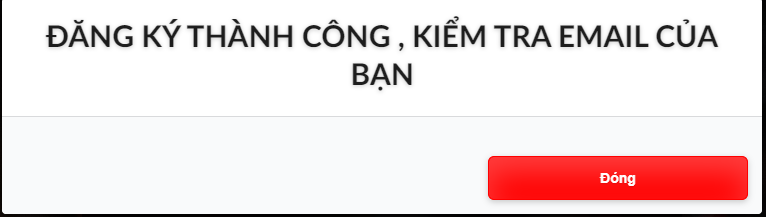 ĐĂNG KÝ THÀNH CÔNG , KIỂM TRA EMAIL CỦA
BẠN
Đóng